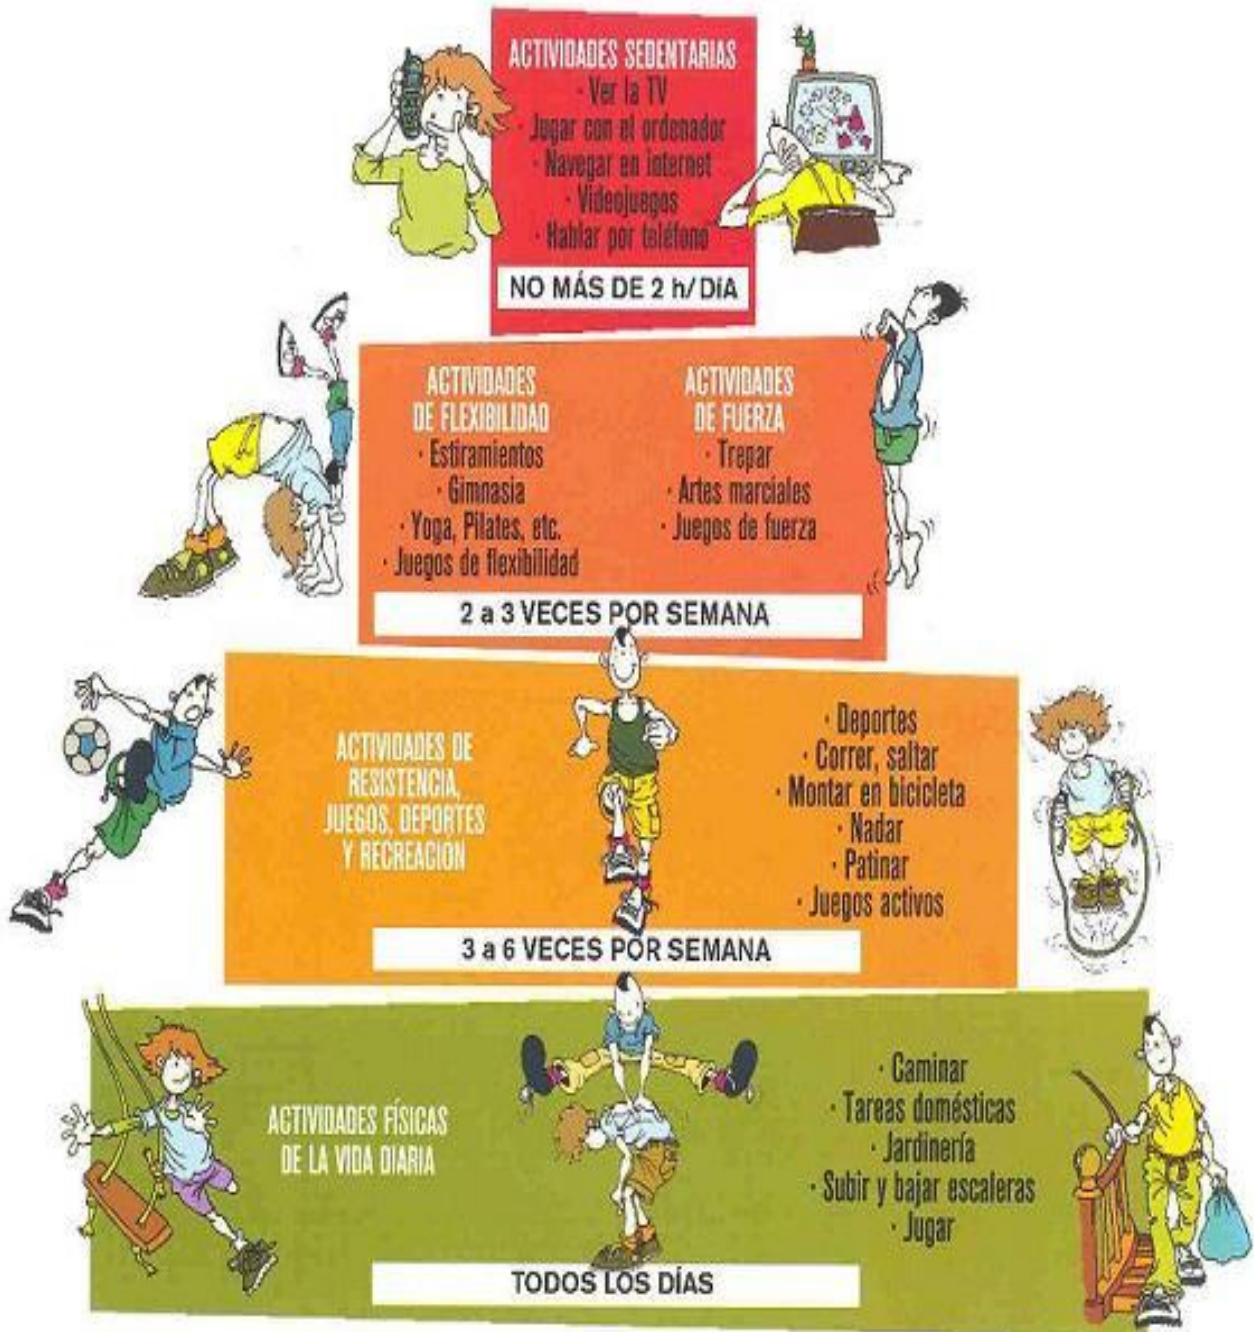 ACTIVIDADES SEDENTARIAS
· Ver la TV
· Jugar con el ordenador
· Navegar en internet
· Videojuegos
· Hablar por teléfono
NO MÁS DE 2 h/DíA
ACTIVIDADES
DE FLEXIBILIDAD
· Estiramientos
· Gimnasia
· Yoga, Pilates, etc.
· Juegos de flexibilidad
ACTIVIDADES
DE FUERZA
· Trepar
· Artes marciales
· Juegos de fuerza
2 a 3 VECES POR SEMANA
ACTIVIDADES DE
RESISTENCIA,
JUEGOS, DEPORTES
Y RECREACION
· Deportes
· Correr, saltar
· Montar en bicicleta
· Nadar
· Patinar
· Juegos activos
3 a 6 VECES POR SEMANA
ACTIVIDADES FÍSICAS
DE LA VIDA DIARIA
· Caminar
· Tareas domésticas
· Jardinería
· Subir y bajar escaleras
· Jugar
TODOS LOS DÍAS